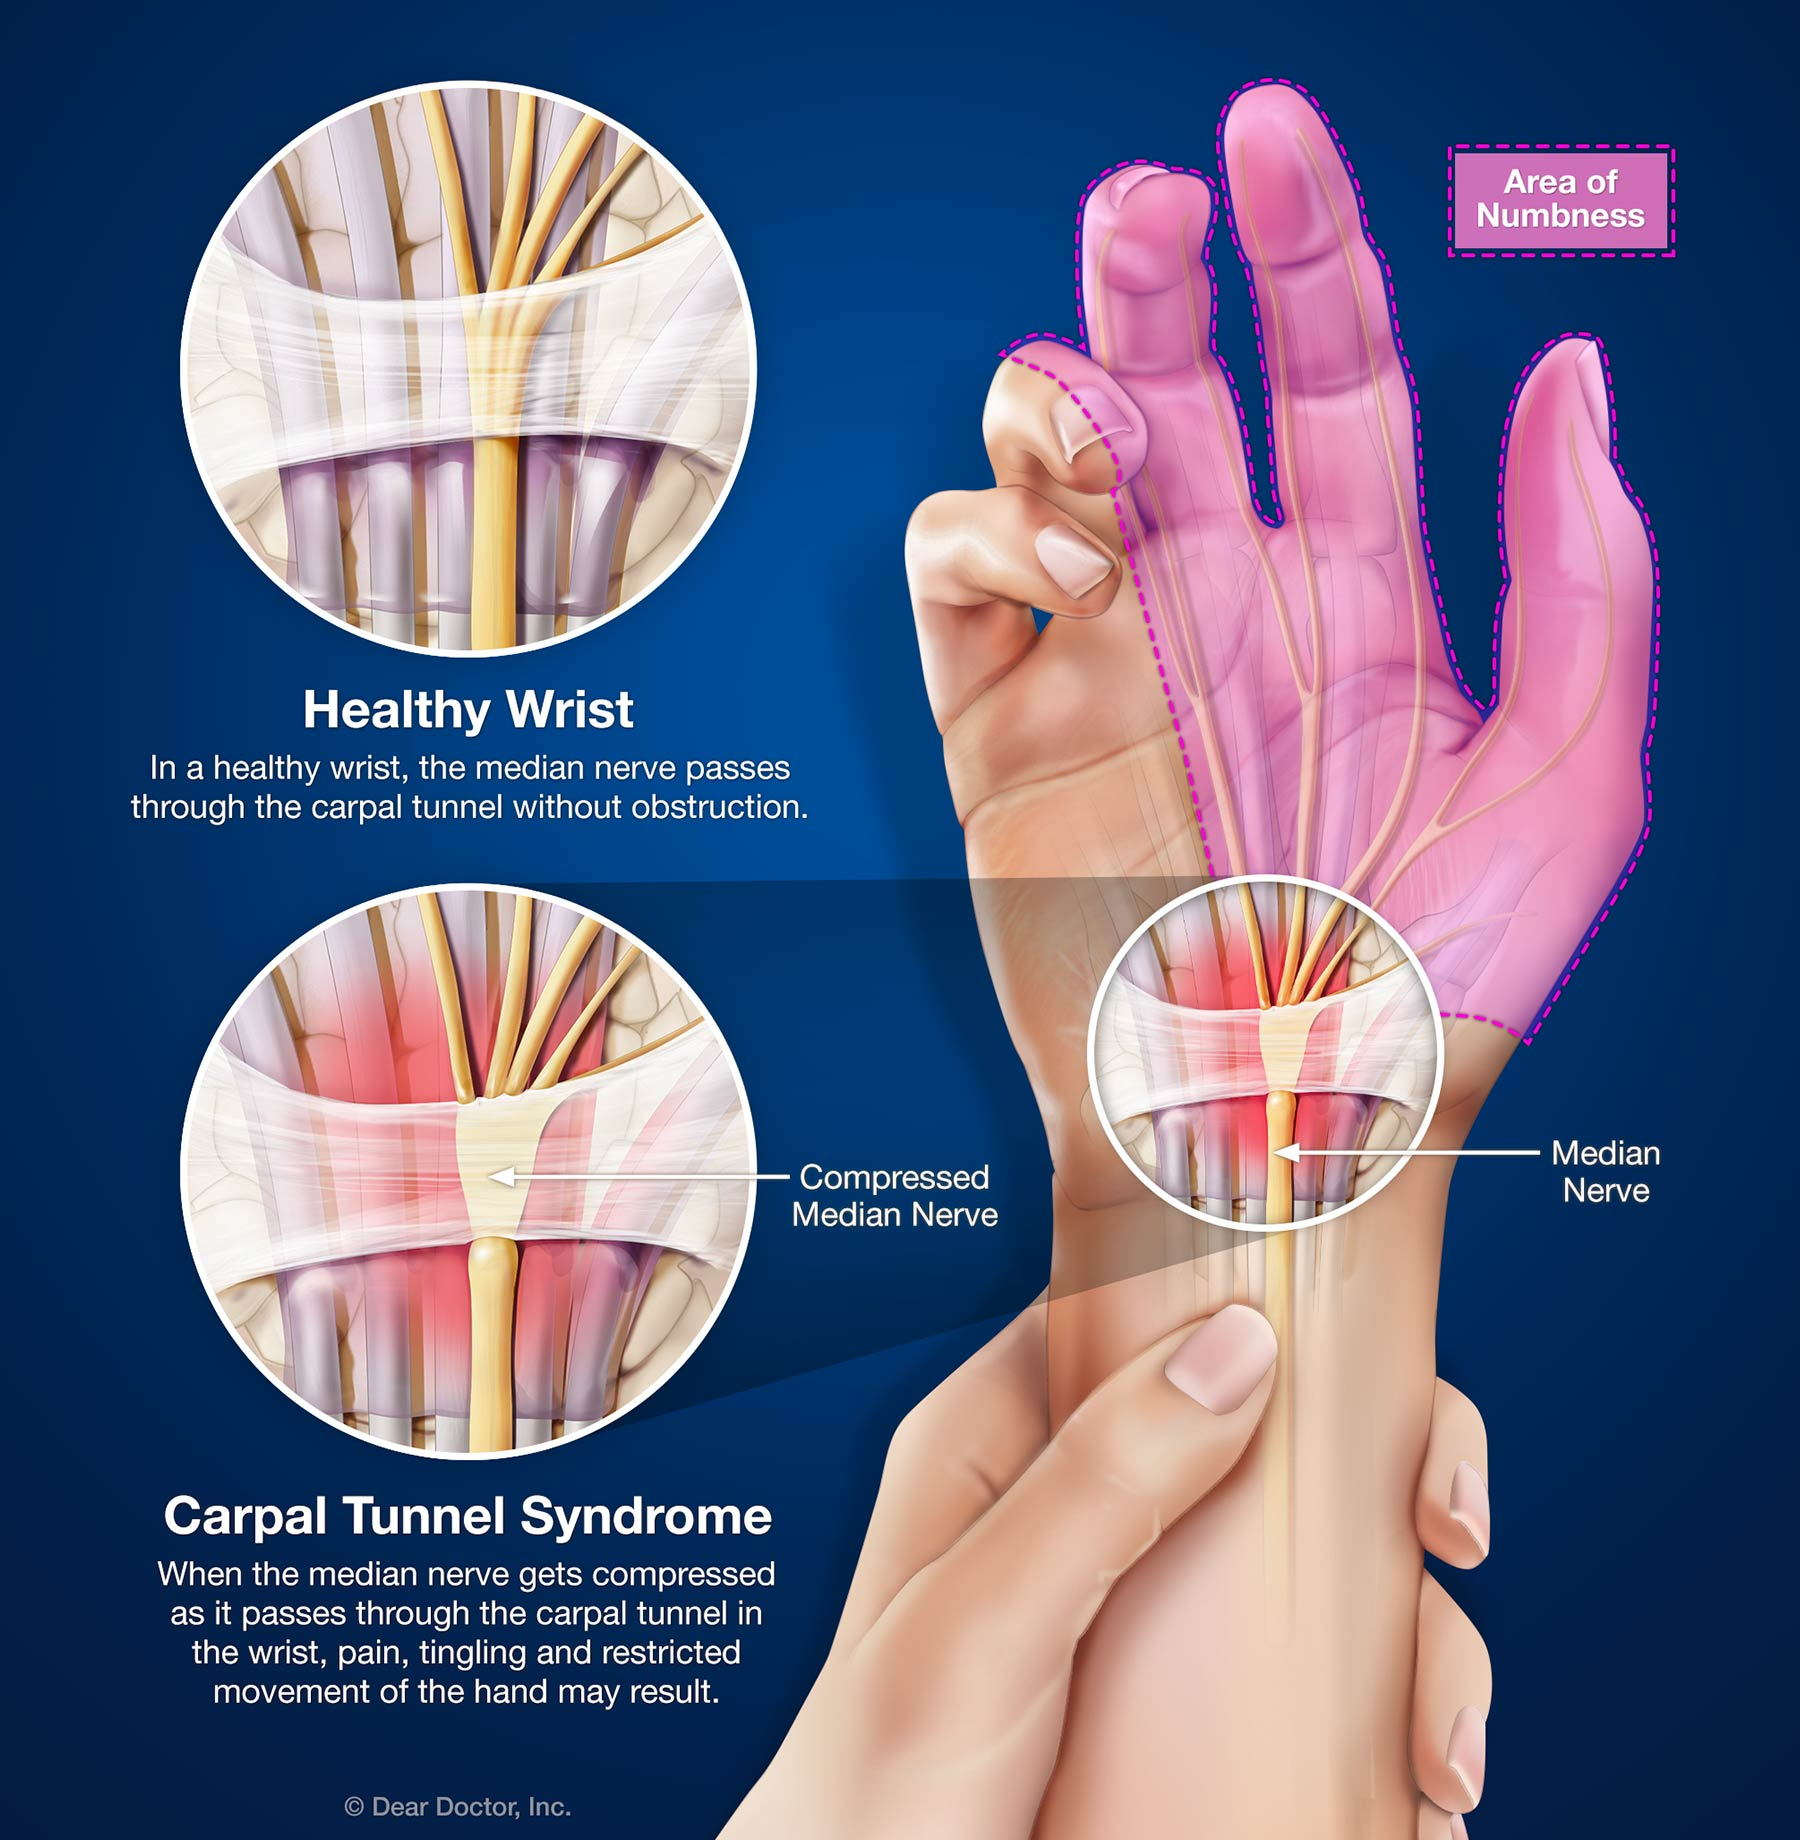 Area of
Numbness
Healthy Wrist
In a healthy wrist, the median nerve passes
through the carpal tunnel without obstruction.
Compressed
Median Nerve
Median
Nerve
Carpal Tunnel Syndrome
When the median nerve gets compressed
as it passes through the carpal tunnel in
the wrist, pain, tingling and restricted
movement of the hand may result.
© Dear Doctor, Inc.